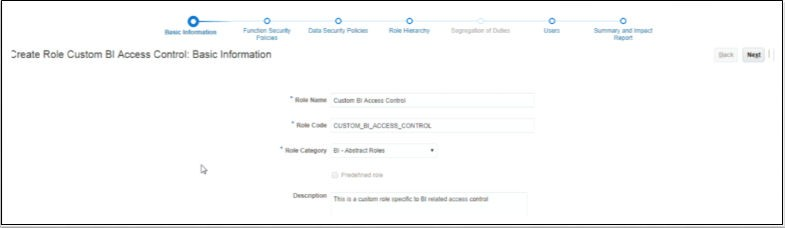 Basic Information
Function Security Policies
Data Security Policies
Role Hierarchy
Segregation of Duties
Users
Summary and Impact Report
Create Role Custom BI Access Control: Basic Information
Back Next
* Role Name Custom BI Access Control
* Role Code CUSTOM_BI_ACCESS_CONTROL
* Role Category BI - Abstract Roles
Predefined role
Description This is a custom role specific to BI related access control